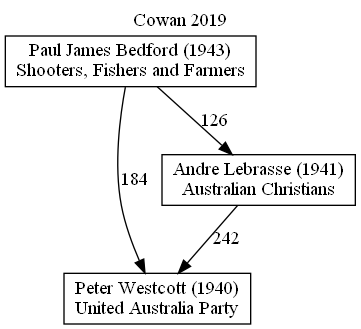 Cowan 2019
Paul James Bedford (1943)
Shooters, Fishers and Farmers
126
Andre Lebrasse (1941)
Australian Christians
184
242
Peter Westcott (1940)
United Australia Party